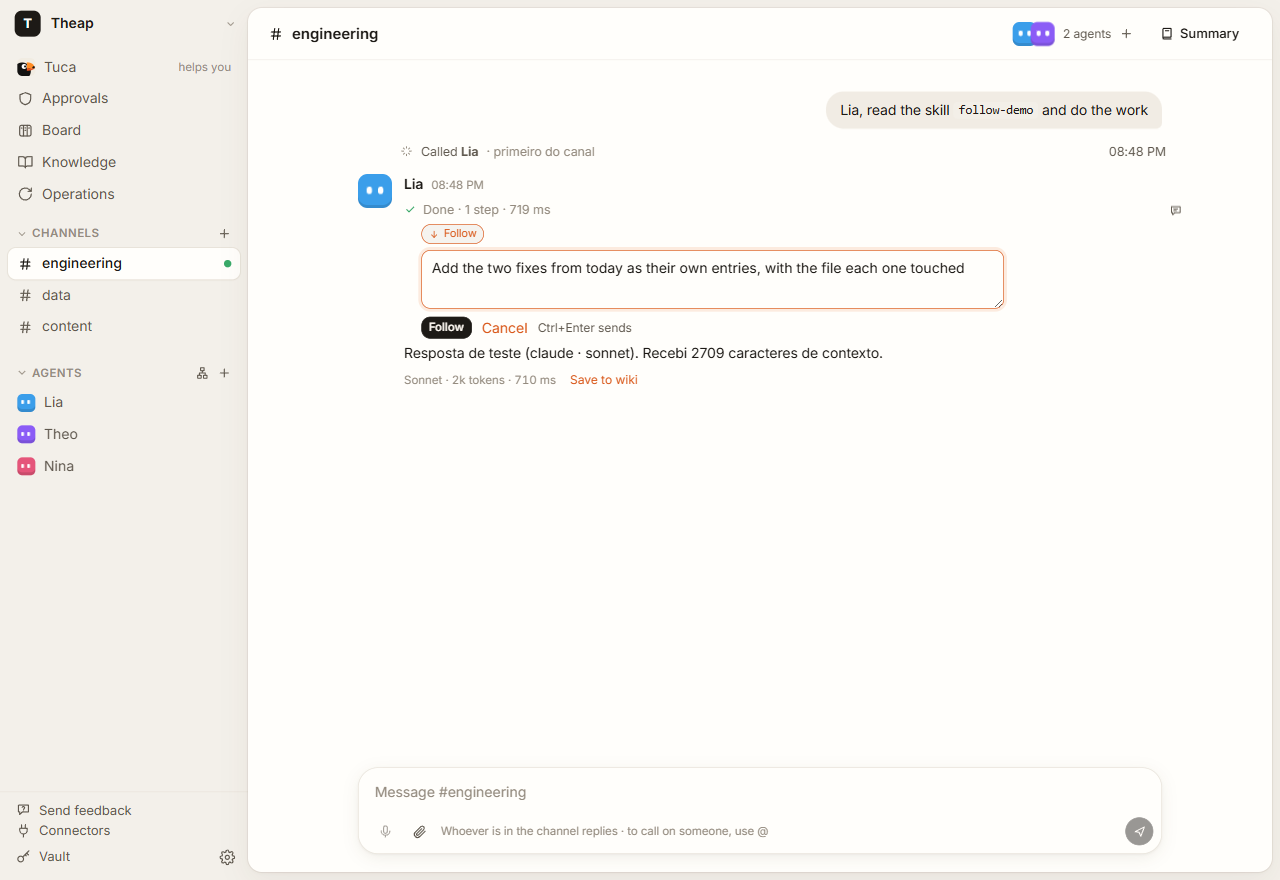 T Theap
Tuca helps you
Approvals
Board
Knowledge
Operations
CHANNELS
# engineering
# data
# content
AGENTS
Lia
Theo
Nina
Send feedback
Connectors
Vault
# engineering
2 agents + Summary
Lia, read the skill follow-demo and do the work
Called Lia · primeiro do canal 08:48 PM
Lia 08:48 PM
Done · 1 step · 719 ms
↓ Follow
Add the two fixes from today as their own entries, with the file each one touched
Follow Cancel Ctrl+Enter sends
Resposta de teste (claude · sonnet). Recebi 2709 caracteres de contexto.
Sonnet · 2k tokens · 710 ms Save to wiki
Message #engineering
Whoever is in the channel replies · to call on someone, use @